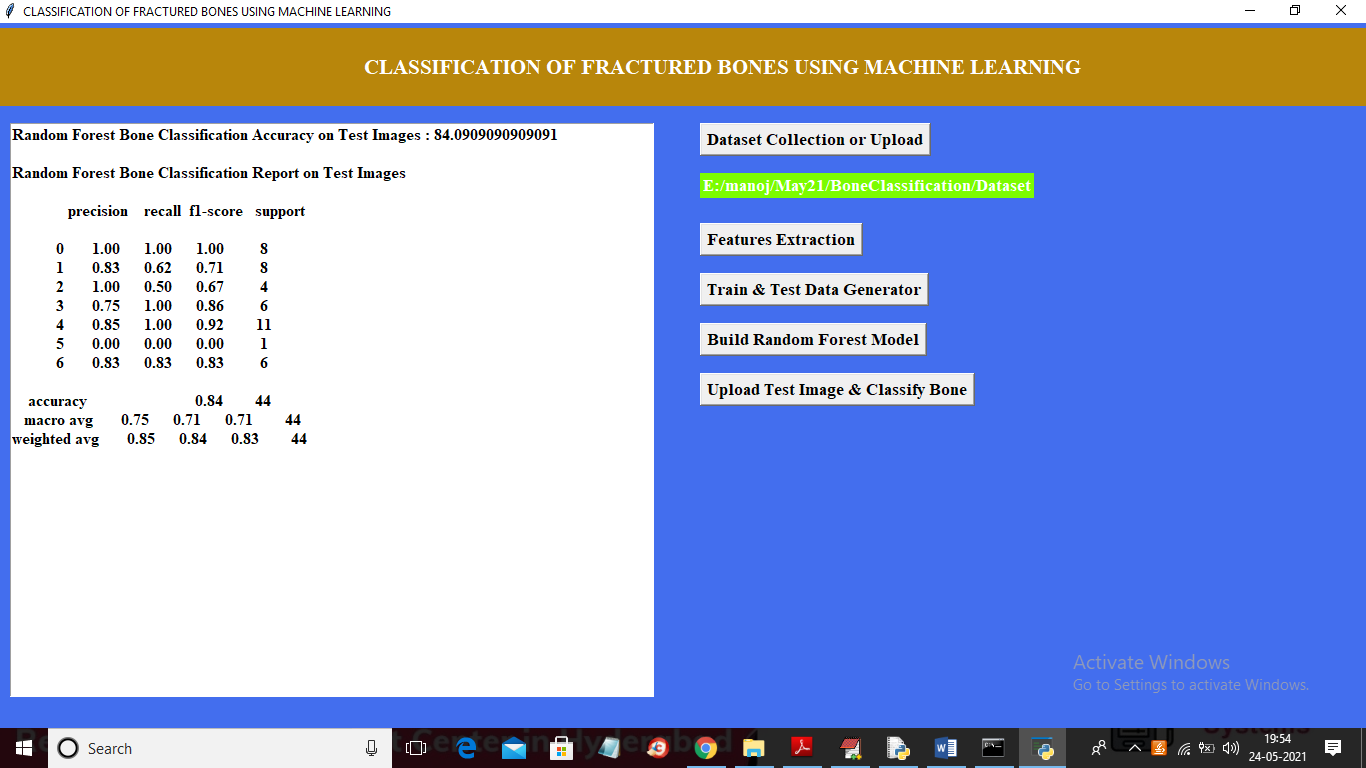 CLASSIFICATION OF FRACTURED BONES USING MACHINE LEARNING
CLASSIFICATION OF FRACTURED BONES USING MACHINE LEARNING
Random Forest Bone Classification Accuracy on Test Images : 84.0909090909091
Random Forest Bone Classification Report on Test Images
precision recall f1-score support
0 1.00 1.00 1.00 8
1 0.83 0.62 0.71 8
2 1.00 0.50 0.67 4
3 0.75 1.00 0.86 6
4 0.85 1.00 0.92 11
5 0.00 0.00 0.00 1
6 0.83 0.83 0.83 6
accuracy 0.84 44
macro avg 0.75 0.71 0.71 44
weighted avg 0.85 0.84 0.83 44
Dataset Collection or Upload
E:/manoj/May21/BoneClassification/Dataset
Features Extraction
Train & Test Data Generator
Build Random Forest Model
Upload Test Image & Classify Bone
Activate Windows
Go to Settings to activate Windows.
Search
19:54
24-05-2021